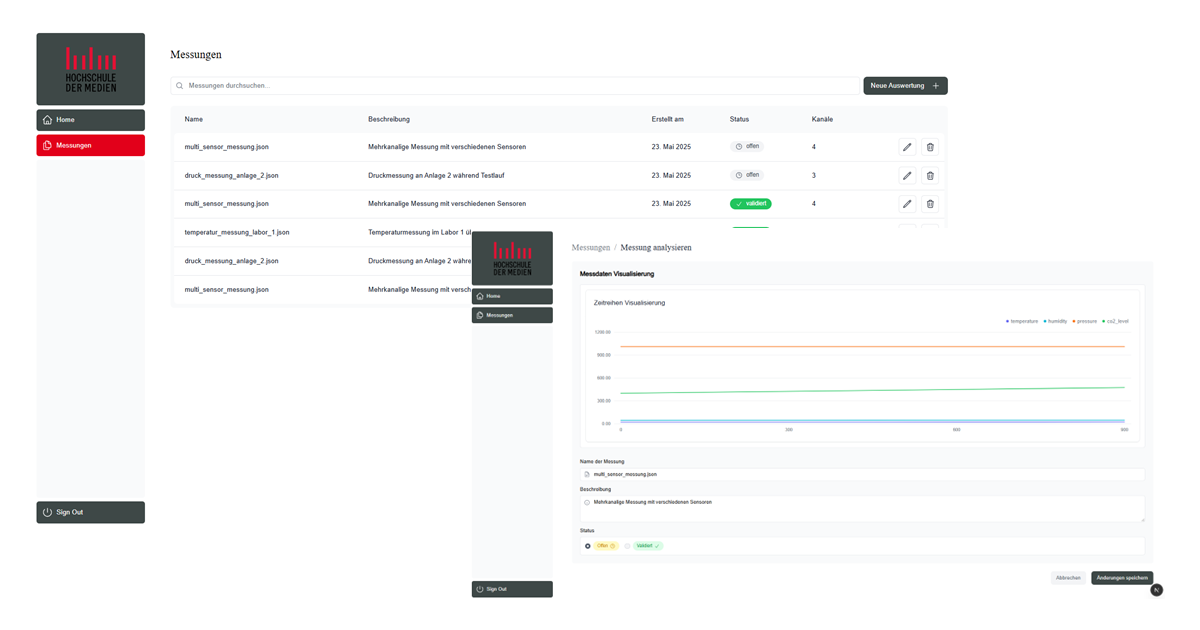 HOCHSCHULE
DER MEDIEN
Home
Messungen
Sign Out
Messungen
Messungen durchsuchen...
Neue Auswertung +
Name Beschreibung Erstellt am Status Kanäle
multi_sensor_messung.json Mehrkanalige Messung mit verschiedenen Sensoren 23. Mai 2025 offen 4
druck_messung_anlage_2.json Druckmessung an Anlage 2 während Testlauf 23. Mai 2025 offen 3
multi_sensor_messung.json Mehrkanalige Messung mit verschiedenen Sensoren 23. Mai 2025 validiert 4
temperatur_messung_labor_1.json Temperaturmessung im Labor 1 ül
druck_messung_anlage_2.json Druckmessung an Anlage 2 währe
multi_sensor_messung.json Mehrkanalige Messung mit versch
HOCHSCHULE
DER MEDIEN
Home
Messungen
Sign Out
Messungen / Messung analysieren
Messdaten Visualisierung
Zeitreihen Visualisierung
temperature humidity pressure co2_level
1200.00
900.00
600.00
300.00
0.00
0 300 600 900
Name der Messung
multi_sensor_messung.json
Beschreibung
Mehrkanalige Messung mit verschiedenen Sensoren
Status
Offen Validiert
Abbrechen Änderungen speichern
N